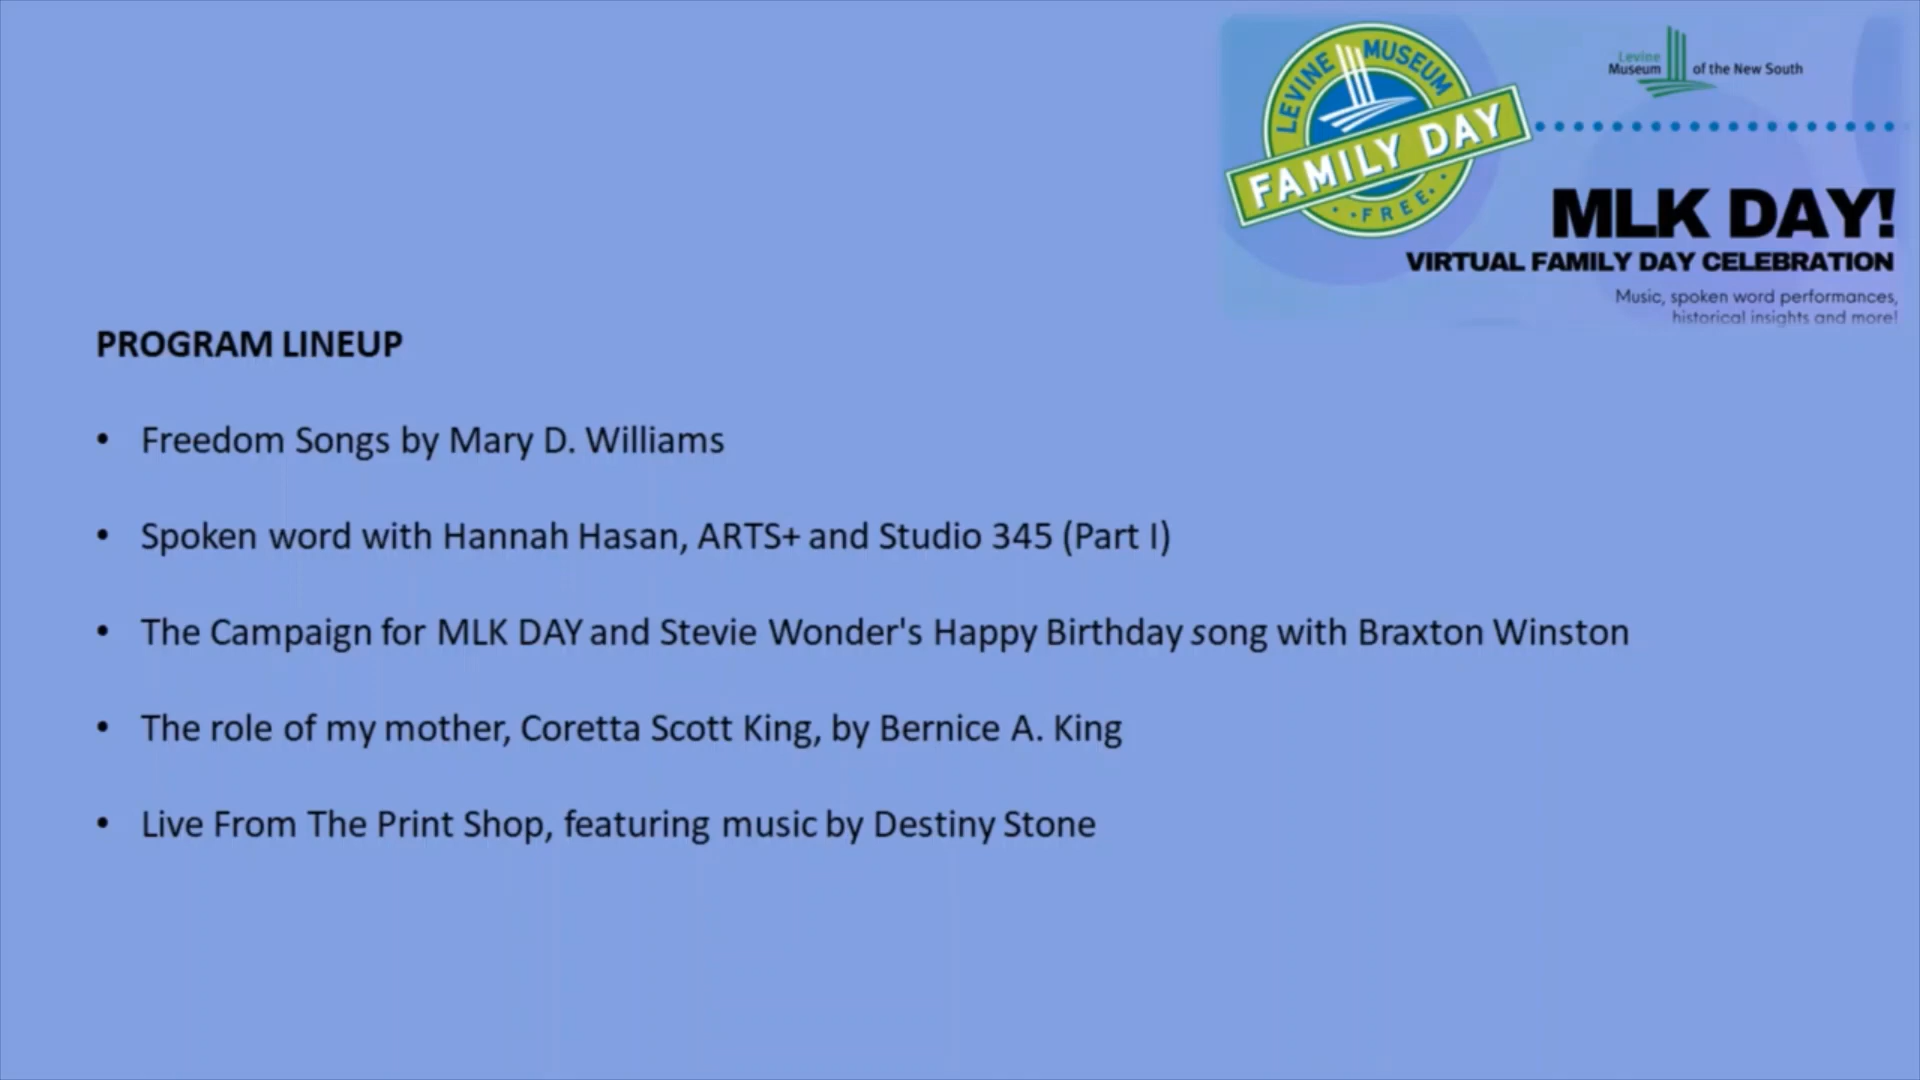 LEVINE MUSEUM
FAMILY DAY
• • FREE • •
Levine
Museum of the New South
MLK DAY!
VIRTUAL FAMILY DAY CELEBRATION
Music, spoken word performances,
historical insights and more!
PROGRAM LINEUP
• Freedom Songs by Mary D. Williams
• Spoken word with Hannah Hasan, ARTS+ and Studio 345 (Part I)
• The Campaign for MLK DAY and Stevie Wonder's Happy Birthday song with Braxton Winston
• The role of my mother, Coretta Scott King, by Bernice A. King
• Live From The Print Shop, featuring music by Destiny Stone